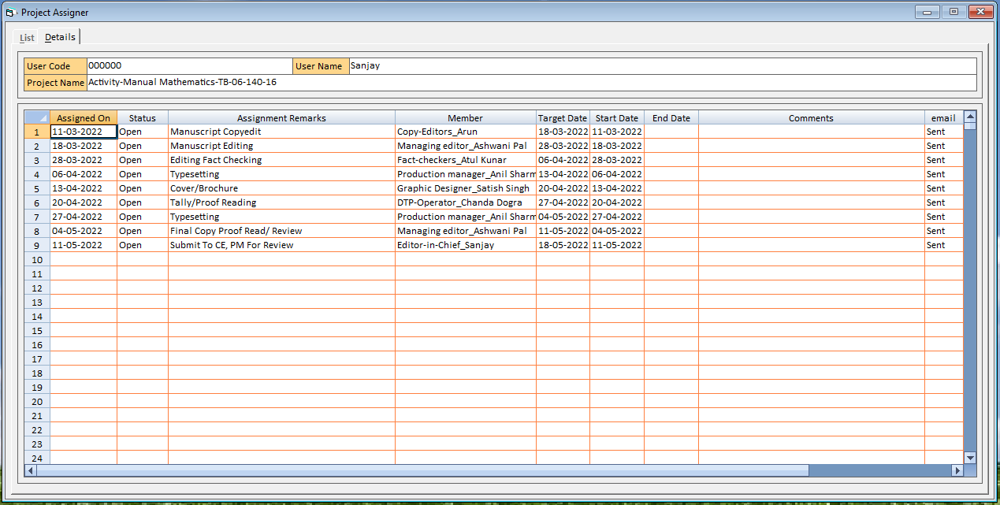 Project Assigner
List Details
User Code 000000 User Name Sanjay
Project Name Activity-Manual Mathematics-TB-06-140-16
Assigned On Status Assignment Remarks Member Target Date Start Date End Date Comments email
1 11-03-2022 Open Manuscript Copyedit Copy-Editors_Arun 18-03-2022 11-03-2022 Sent
2 18-03-2022 Open Manuscript Editing Managing editor_Ashwani Pal 28-03-2022 18-03-2022 Sent
3 28-03-2022 Open Editing Fact Checking Fact-checkers_Atul Kunar 06-04-2022 28-03-2022 Sent
4 06-04-2022 Open Typesetting Production manager_Anil Sharm 13-04-2022 06-04-2022 Sent
5 13-04-2022 Open Cover/Brochure Graphic Designer_Satish Singh 20-04-2022 13-04-2022 Sent
6 20-04-2022 Open Tally/Proof Reading DTP-Operator_Chanda Dogra 27-04-2022 20-04-2022 Sent
7 27-04-2022 Open Typesetting Production manager_Anil Sharm 04-05-2022 27-04-2022 Sent
8 04-05-2022 Open Final Copy Proof Read/ Review Managing editor_Ashwani Pal 11-05-2022 04-05-2022 Sent
9 11-05-2022 Open Submit To CE, PM For Review Editor-in-Chief_Sanjay 18-05-2022 11-05-2022 Sent
10
11
12
13
14
15
16
17
18
19
20
21
22
23
24